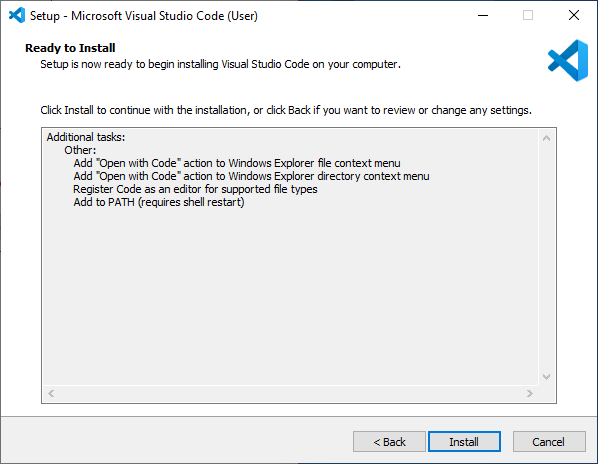 Setup - Microsoft Visual Studio Code (User)
Ready to Install
Setup is now ready to begin installing Visual Studio Code on your computer.
Click Install to continue with the installation, or click Back if you want to review or change any settings.
Additional tasks:
Other:
Add "Open with Code" action to Windows Explorer file context menu
Add "Open with Code" action to Windows Explorer directory context menu
Register Code as an editor for supported file types
Add to PATH (requires shell restart)
< Back
Install
Cancel